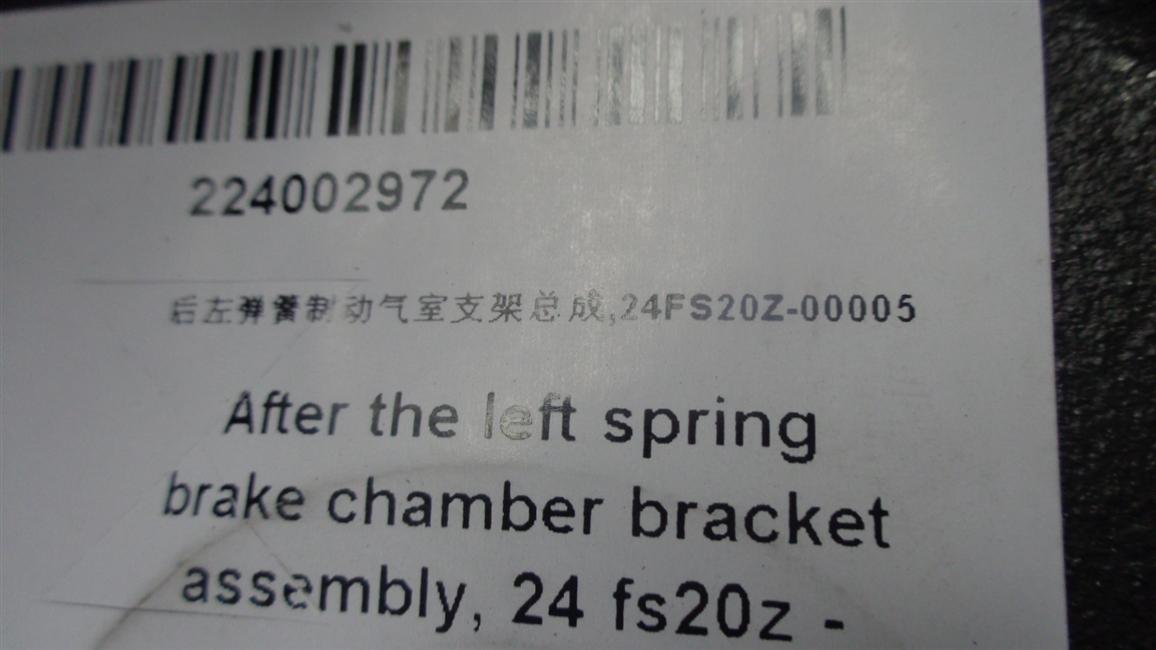 224002972
后左弹簧制动气室支架总成,24FS20Z-00005
After the left spring
brake chamber bracket
assembly, 24 fs20z -